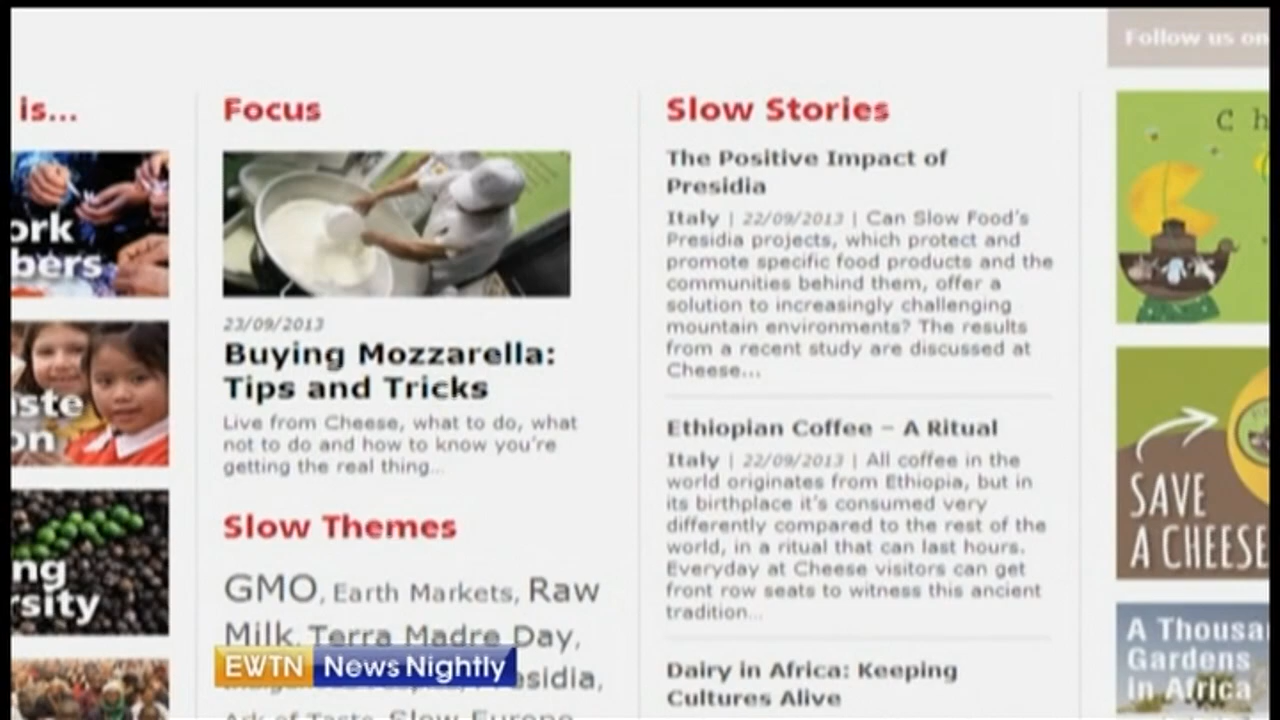 Follow us on
is...
ork
bers
ste
on
ng
rsity
Focus
23/09/2013
Buying Mozzarella:
Tips and Tricks
Live from Cheese, what to do, what
not to do and how to know you're
getting the real thing...
Slow Themes
GMO, Earth Markets, Raw
Milk, Terra Madre Day,
esidia,
Ark of Taste, Slow Europe
EWTN News Nightly
Slow Stories
The Positive Impact of
Presidia
Italy | 22/09/2013 | Can Slow Food's
Presidia projects, which protect and
promote specific food products and the
communities behind them, offer a
solution to increasingly challenging
mountain environments? The results
from a recent study are discussed at
Cheese...
Ethiopian Coffee – A Ritual
Italy | 22/09/2013 | All coffee in the
world originates from Ethiopia, but in
its birthplace it's consumed very
differently compared to the rest of the
world, in a ritual that can last hours.
Everyday at Cheese visitors can get
front row seats to witness this ancient
tradition...
Dairy in Africa: Keeping
Cultures Alive
Ch
SAVE
A CHEESE
A Thousa
Gardens
in Africa